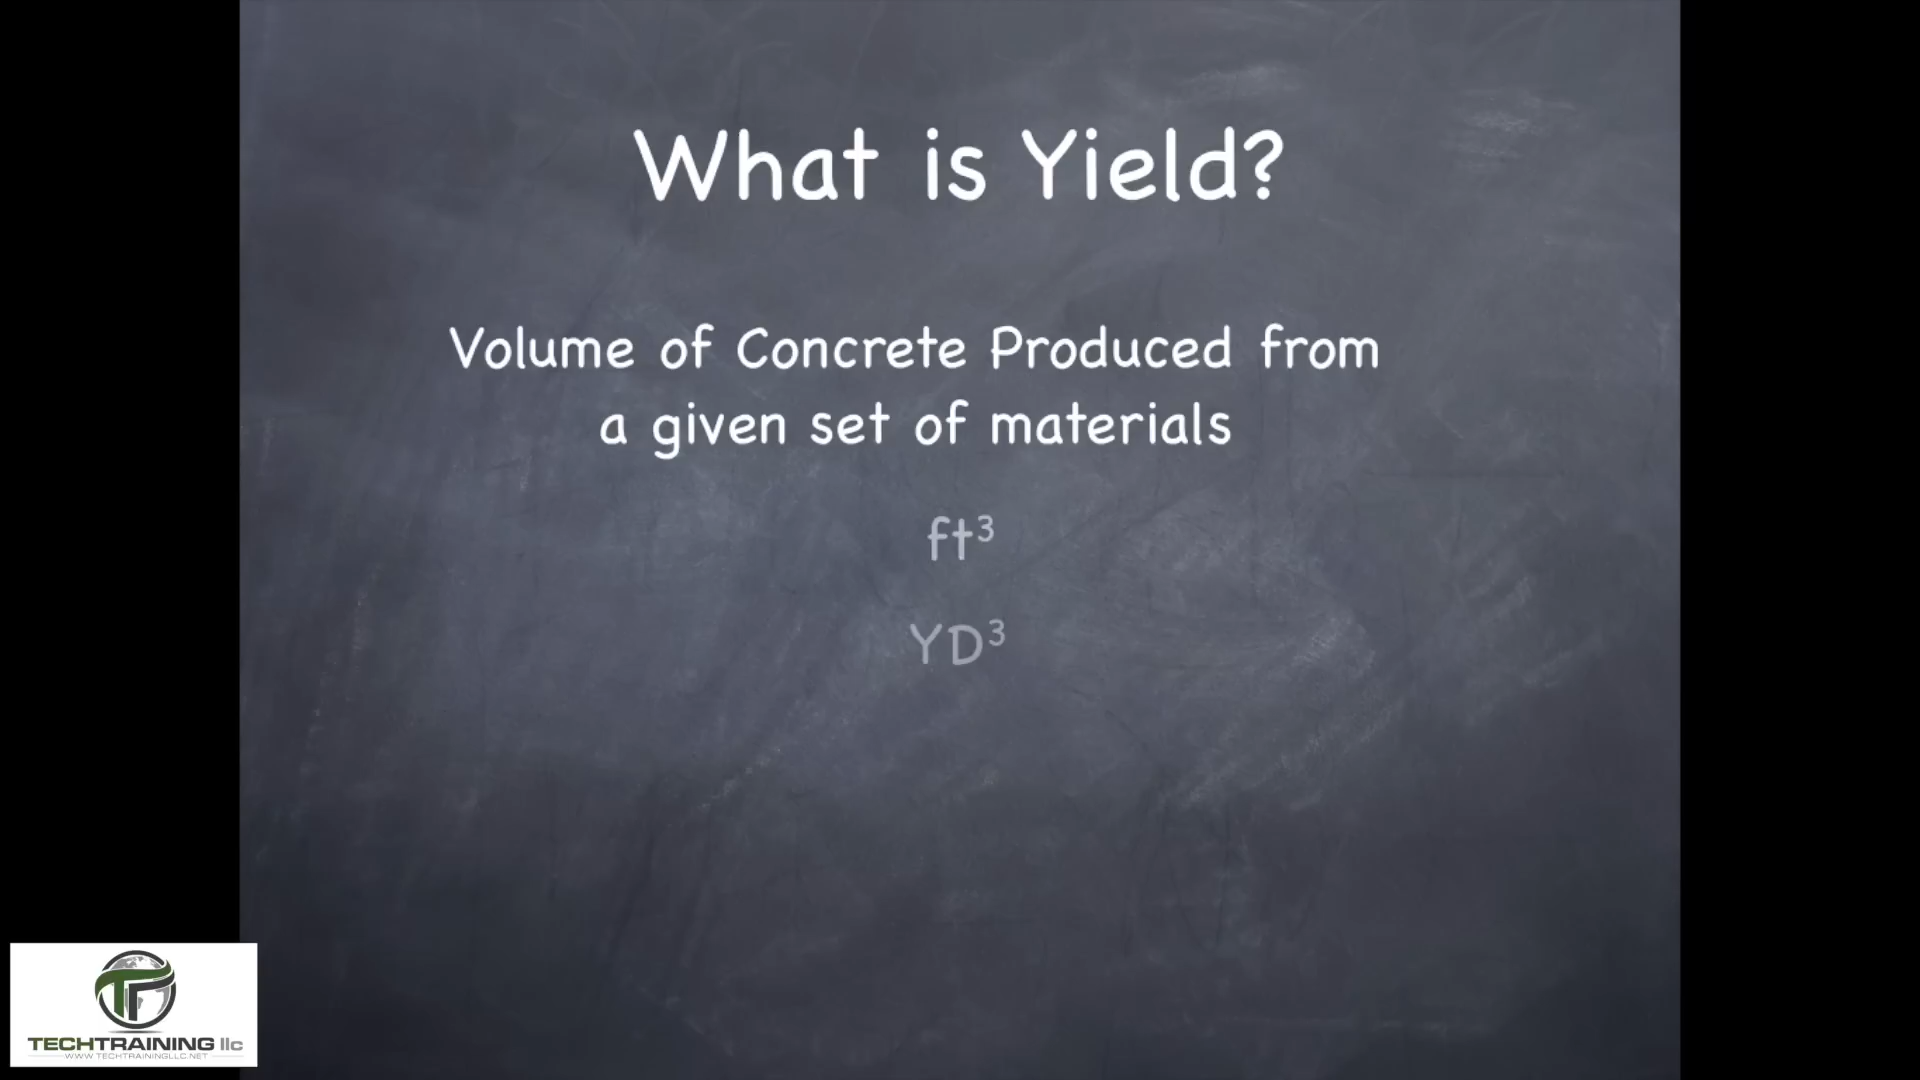 What is Yield?
Volume of Concrete Produced from
a given set of materials
ft³
YD³
TF
TECHTRAINING llc
WWW.TECHTRAININGLLC.NET